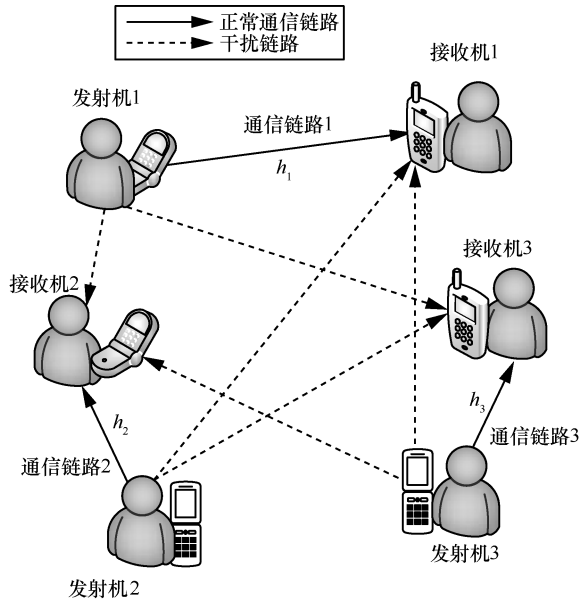 正常通信链路
干扰链路
接收机1
发射机1
通信链路1
h₁
接收机3
接收机2
h₃
h₂
通信链路3
通信链路2
发射机3
发射机2